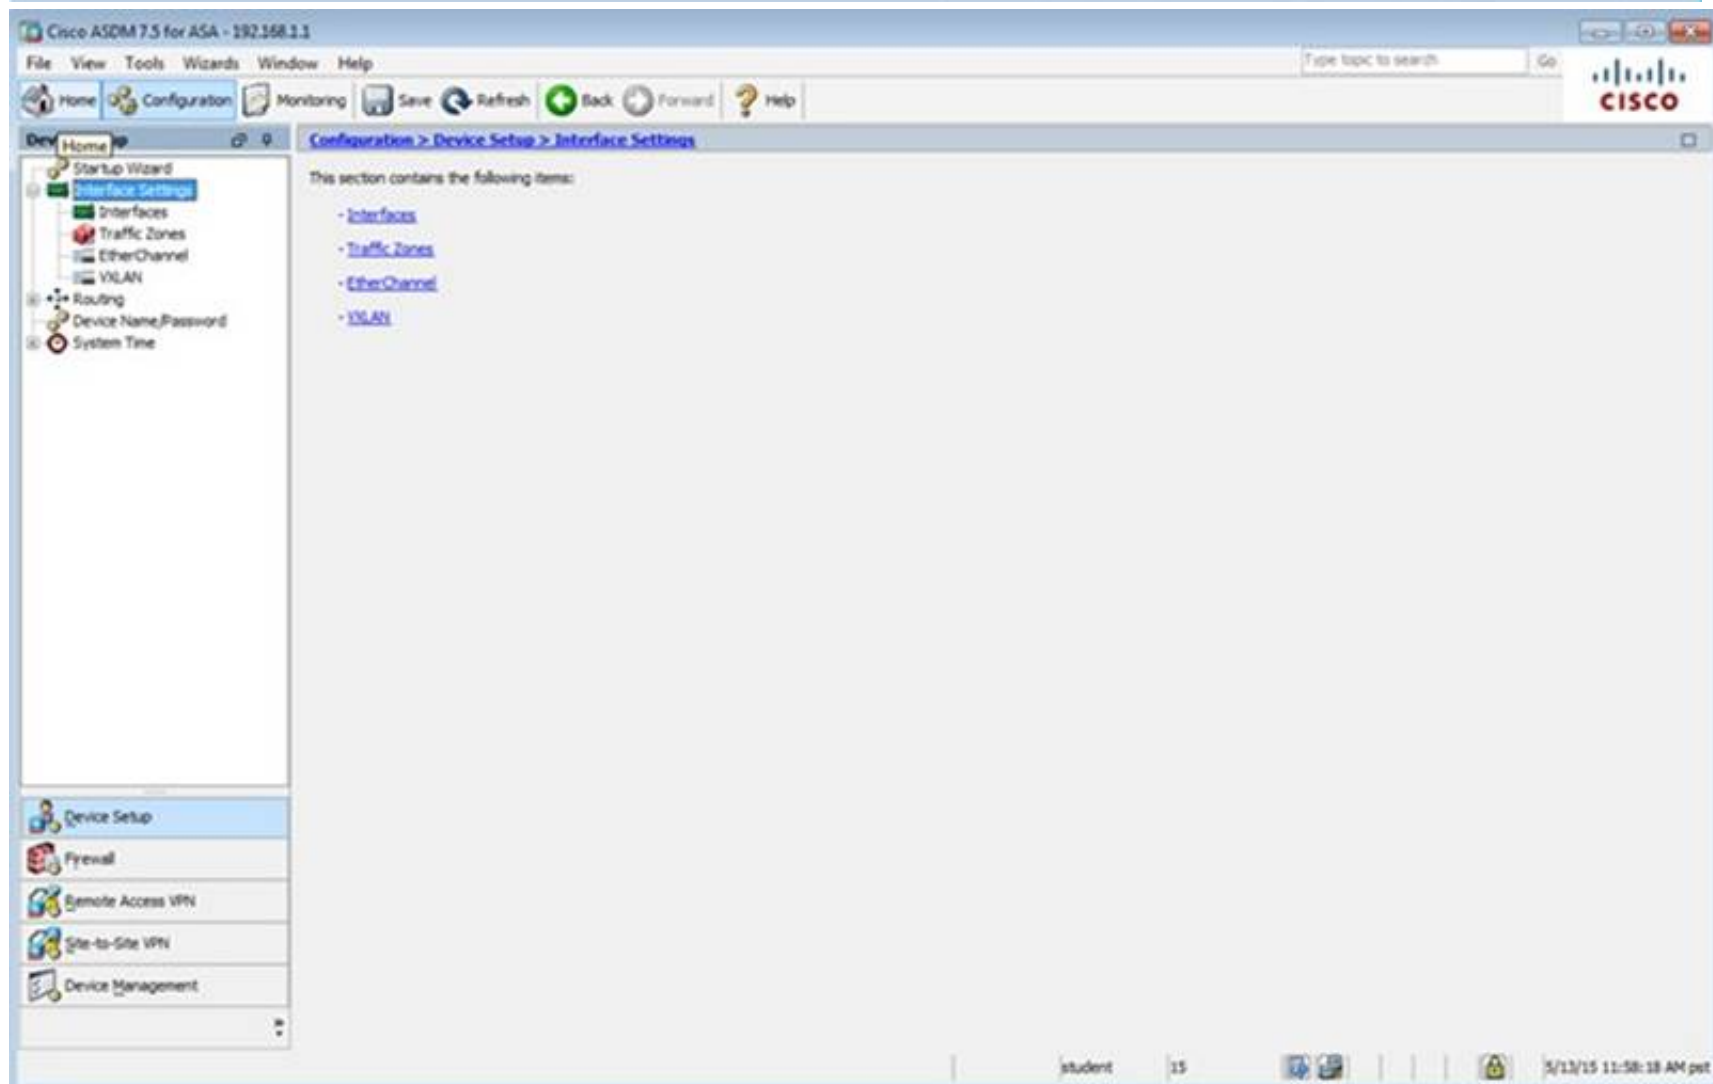 Cisco ASDM 7.5 for ASA - 192.168.1.1
File View Tools Wizards Window Help
Type topic to search
Go
Home Configuration Monitoring Save Refresh Back Forward Help
CISCO
Home
Configuration > Device Setup > Interface Settings
Startup Wizard
Interface Settings
Interfaces
Traffic Zones
EtherChannel
VXLAN
Routing
Device Name/Password
System Time
This section contains the following items:
- Interfaces
- Traffic Zones
- EtherChannel
- VXLAN
Device Setup
Firewall
Remote Access VPN
Site-to-Site VPN
Device Management
student
15
5/13/15 11:58:18 AM pst